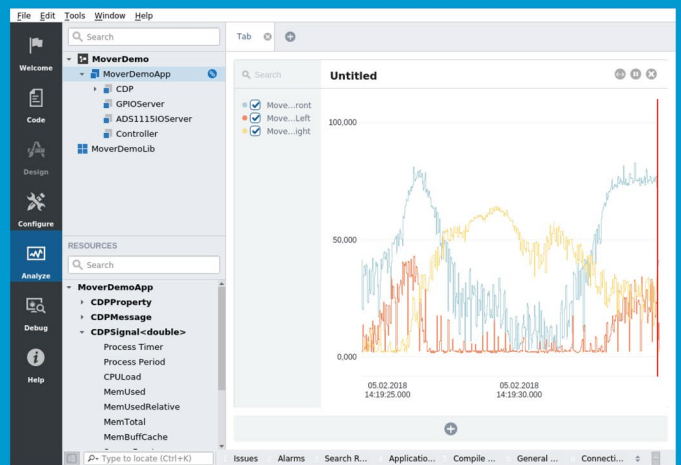 File Edit Tools Window Help
Welcome
Code
Design
Configure
Analyze
Debug
Help
Search
MoverDemo
MoverDemoApp
CDP
GPIOServer
ADS1115IOServer
Controller
MoverDemoLib
RESOURCES
Search
MoverDemoApp
CDPProperty
CDPMessage
CDPSignal<double>
Process Timer
Process Period
CPULoad
MemUsed
MemUsedRelative
MemTotal
MemBuffCache
Type to locate (Ctrl+K)
Tab
Search
Move...ront
Move...Left
Move...ight
Untitled
100,000
50,000
0,000
05.02.2018 05.02.2018
14:19:25.000 14:19:30.000
Issues Alarms Search R... Applicatio... Compile ... General ... Connecti...